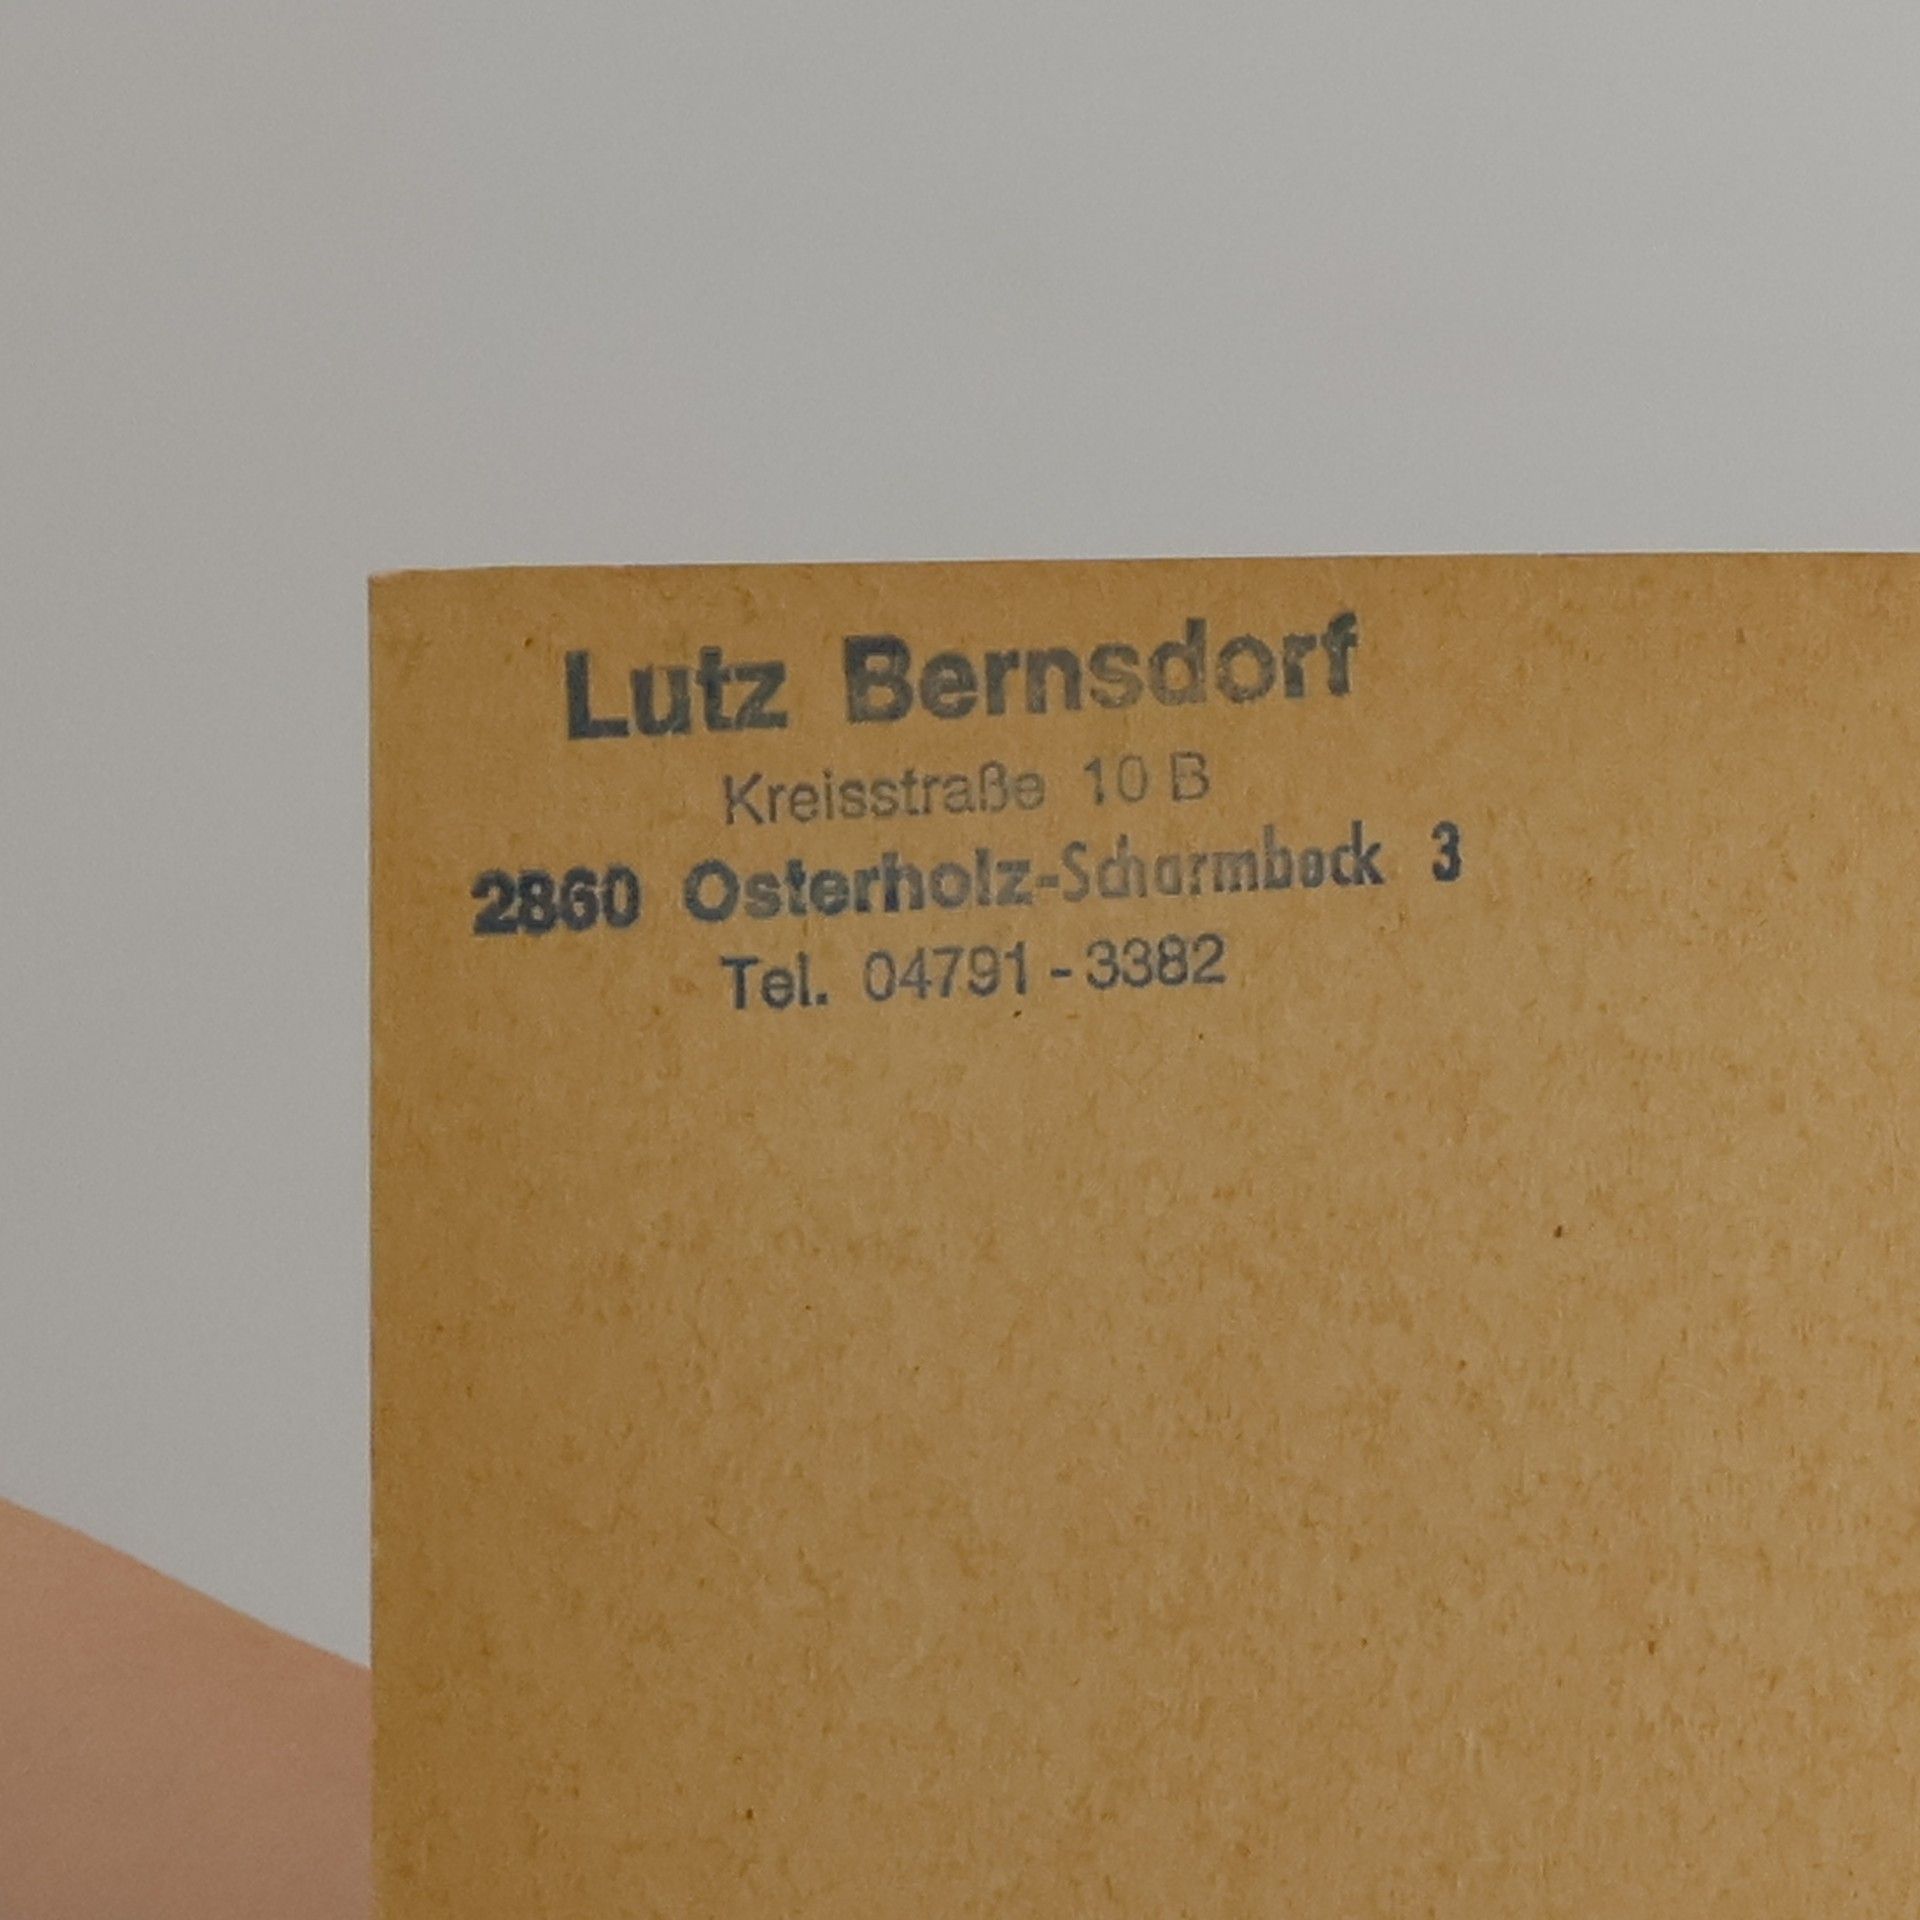 Lutz Bernsdorf
Kreisstraße 10 B
2860 Osterholz-Scharmbeck 3
Tel. 04791-3382